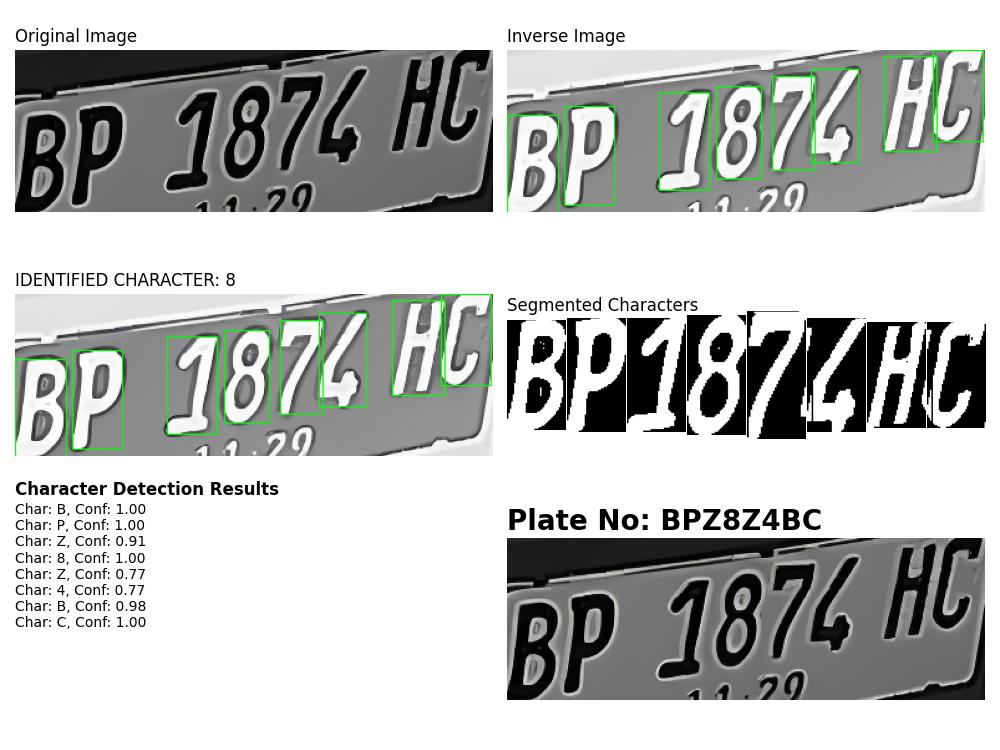 Original Image
BP 1874 HC
11·29
Inverse Image
BP 1874 HC
11·29
IDENTIFIED CHARACTER: 8
BP 1874 HC
11·29
Segmented Characters
BP1874HC
Character Detection Results
Char: B, Conf: 1.00
Char: P, Conf: 1.00
Char: Z, Conf: 0.91
Char: 8, Conf: 1.00
Char: Z, Conf: 0.77
Char: 4, Conf: 0.77
Char: B, Conf: 0.98
Char: C, Conf: 1.00
Plate No: BPZ8Z4BC
BP 1874 HC
11·29